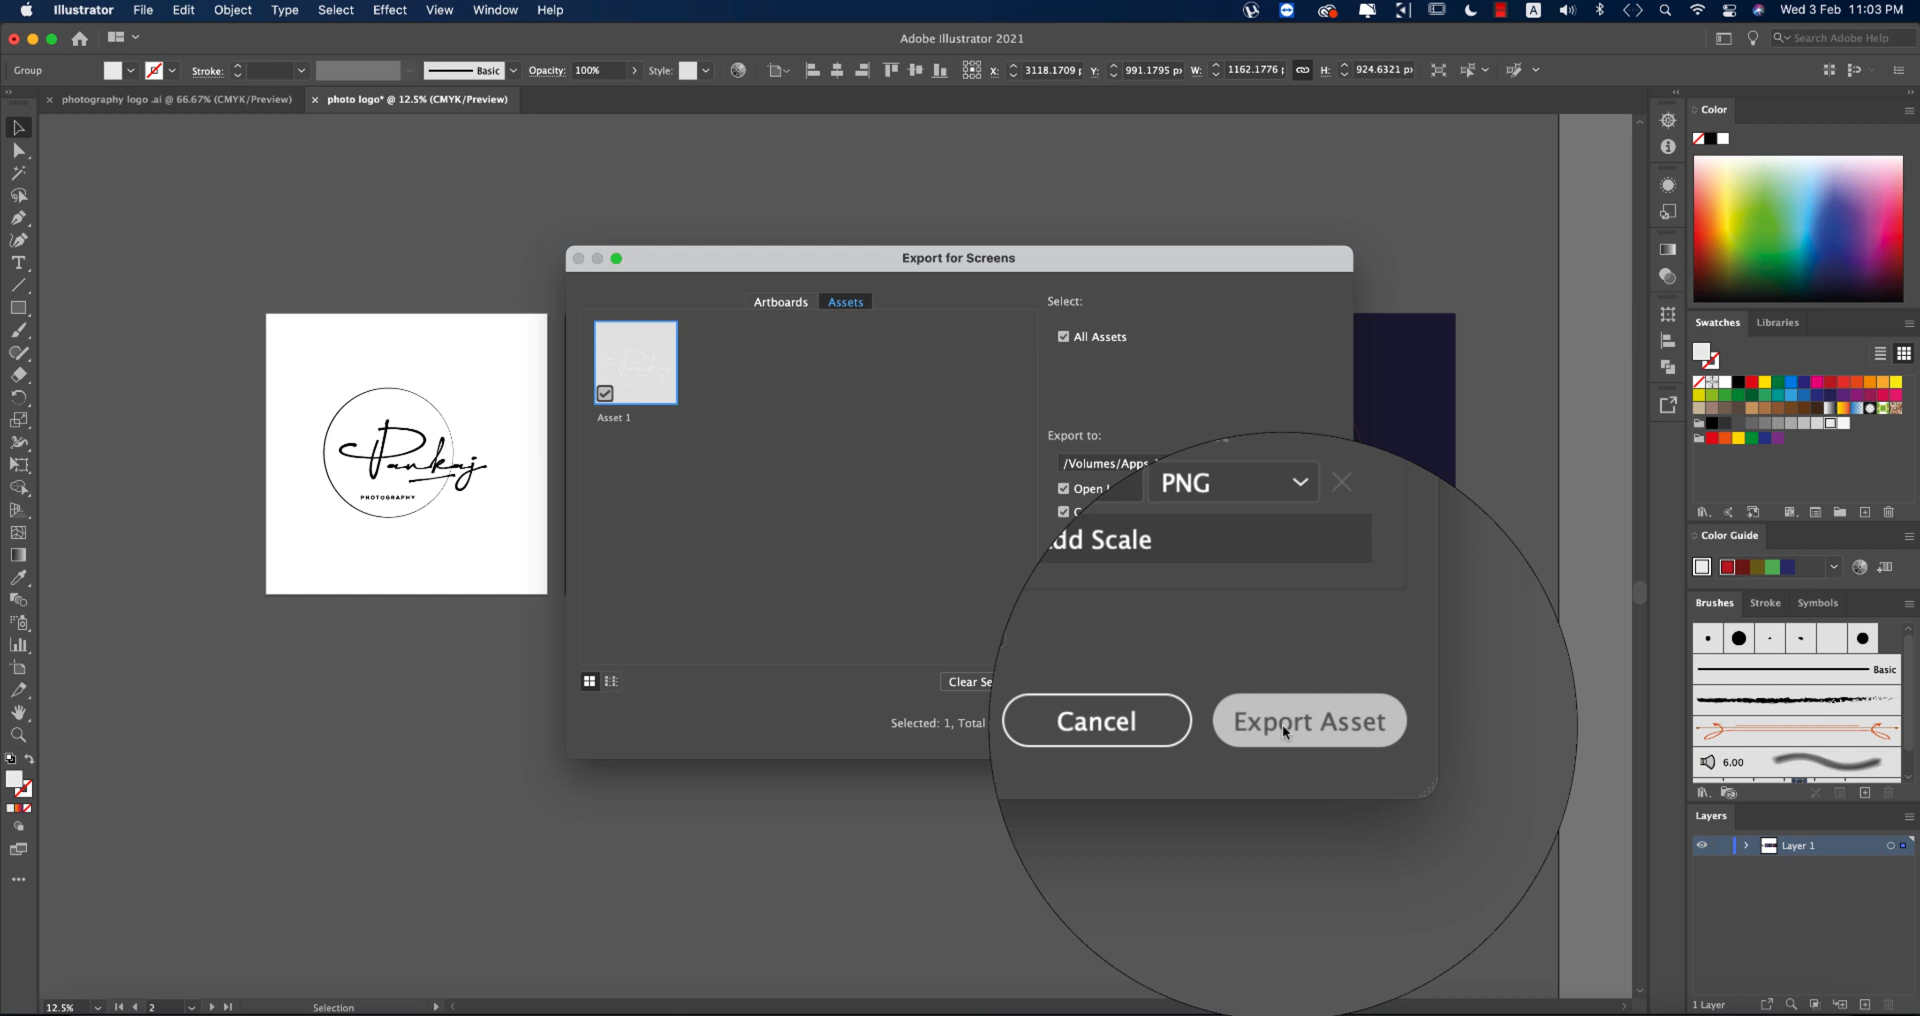 Illustrator File Edit Object Type Select Effect View Window Help
A Wed 3 Feb 11:03 PM
Adobe Illustrator 2021
Search Adobe Help
Group Stroke: Basic Opacity: 100% Style: X: 3118.1709 Y: 991.1795 px W: 1162.1776 H: 924.6321 px
× photography logo .ai @ 66.67% (CMYK/Preview) × photo logo* @ 12.5% (CMYK/Preview)
Color
Export for Screens
Artboards Assets
Select:
All Assets
Asset 1
Export to:
/Volumes/Apps
Open
PNG
dd Scale
Clear Se
Selected: 1, Total
Cancel Export Asset
Pankaj
PHOTOGRAPHY
Swatches Libraries
Color Guide
Brushes Stroke Symbols
Basic
6.00
Layers
Layer 1
1 Layer
12.5% 2 Selection